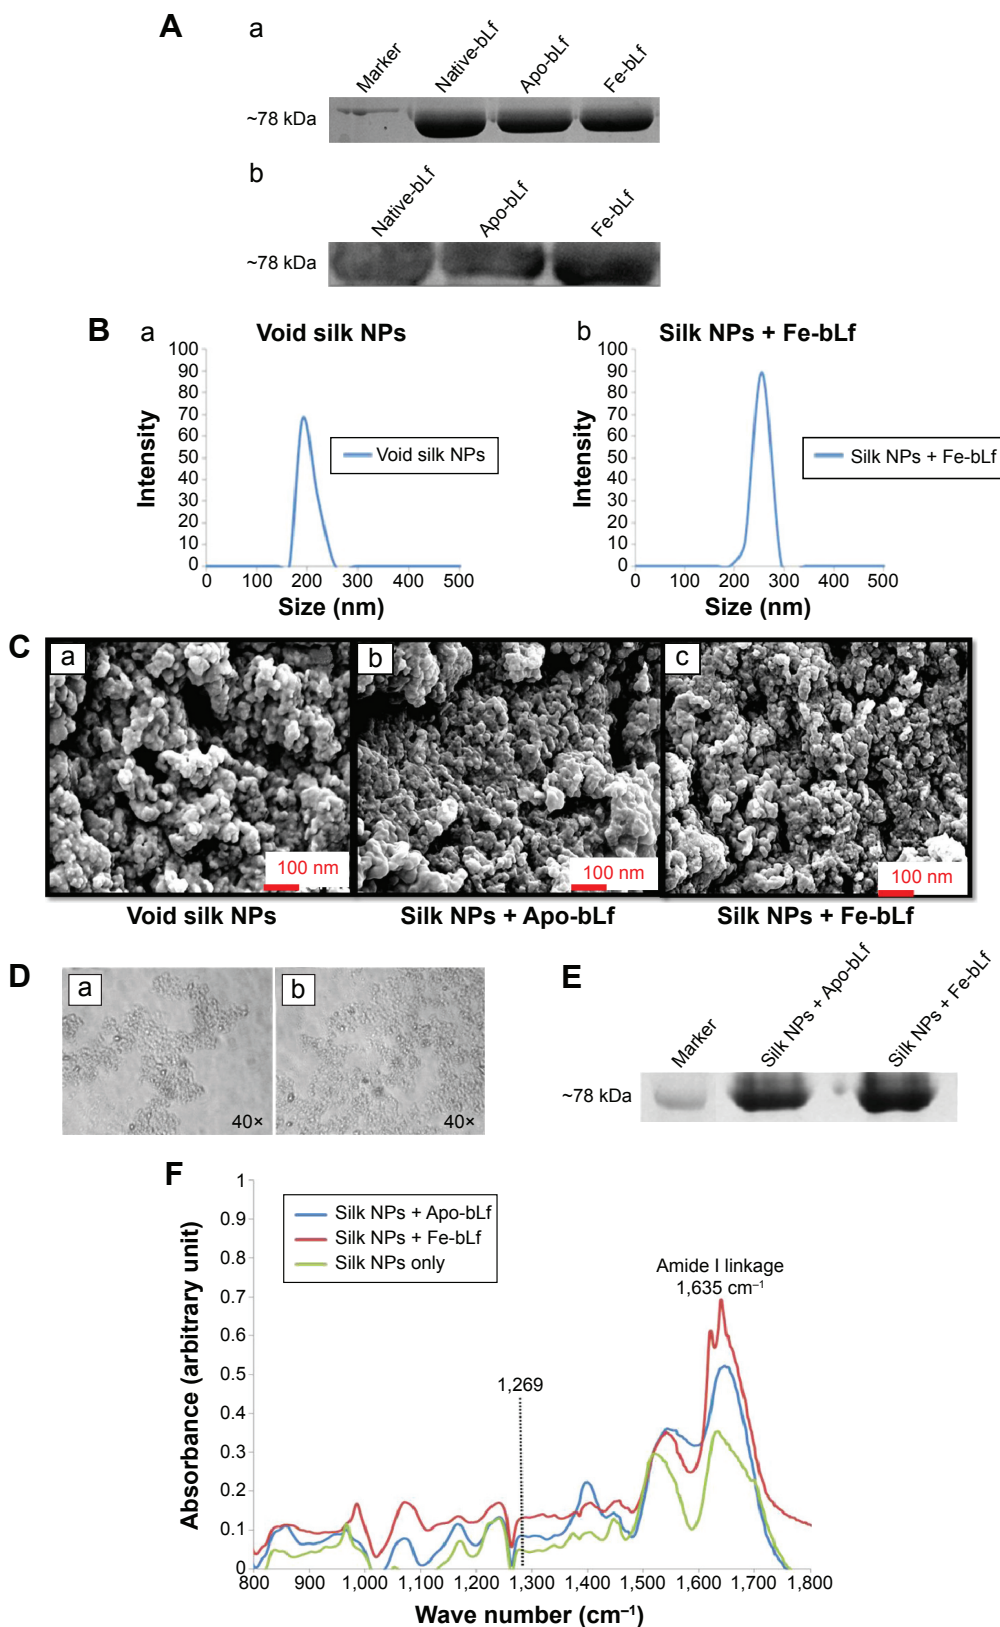 A
a
Marker
Native-bLf
Apo-bLf
Fe-bLf
~78 kDa
b
Native-bLf
Apo-bLf
Fe-bLf
~78 kDa
B
a
Void silk NPs
100
90
80
70
60
50
40
30
20
10
0
Intensity
Void silk NPs
0 100 200 300 400 500
Size (nm)
b
Silk NPs + Fe-bLf
100
90
80
70
60
50
40
30
20
10
0
Intensity
Silk NPs + Fe-bLf
0 100 200 300 400 500
Size (nm)
C
a
100 nm
Void silk NPs
b
100 nm
Silk NPs + Apo-bLf
c
100 nm
Silk NPs + Fe-bLf
D
a
40×
b
40×
E
Marker
Silk NPs + Apo-bLf
Silk NPs + Fe-bLf
~78 kDa
F
1
0.9
0.8
0.7
0.6
0.5
0.4
0.3
0.2
0.1
0
Absorbance (arbitrary unit)
Silk NPs + Apo-bLf
Silk NPs + Fe-bLf
Silk NPs only
Amide I linkage
1,635 cm⁻¹
1,269
800 900 1,000 1,100 1,200 1,300 1,400 1,500 1,600 1,700 1,800
Wave number (cm⁻¹)